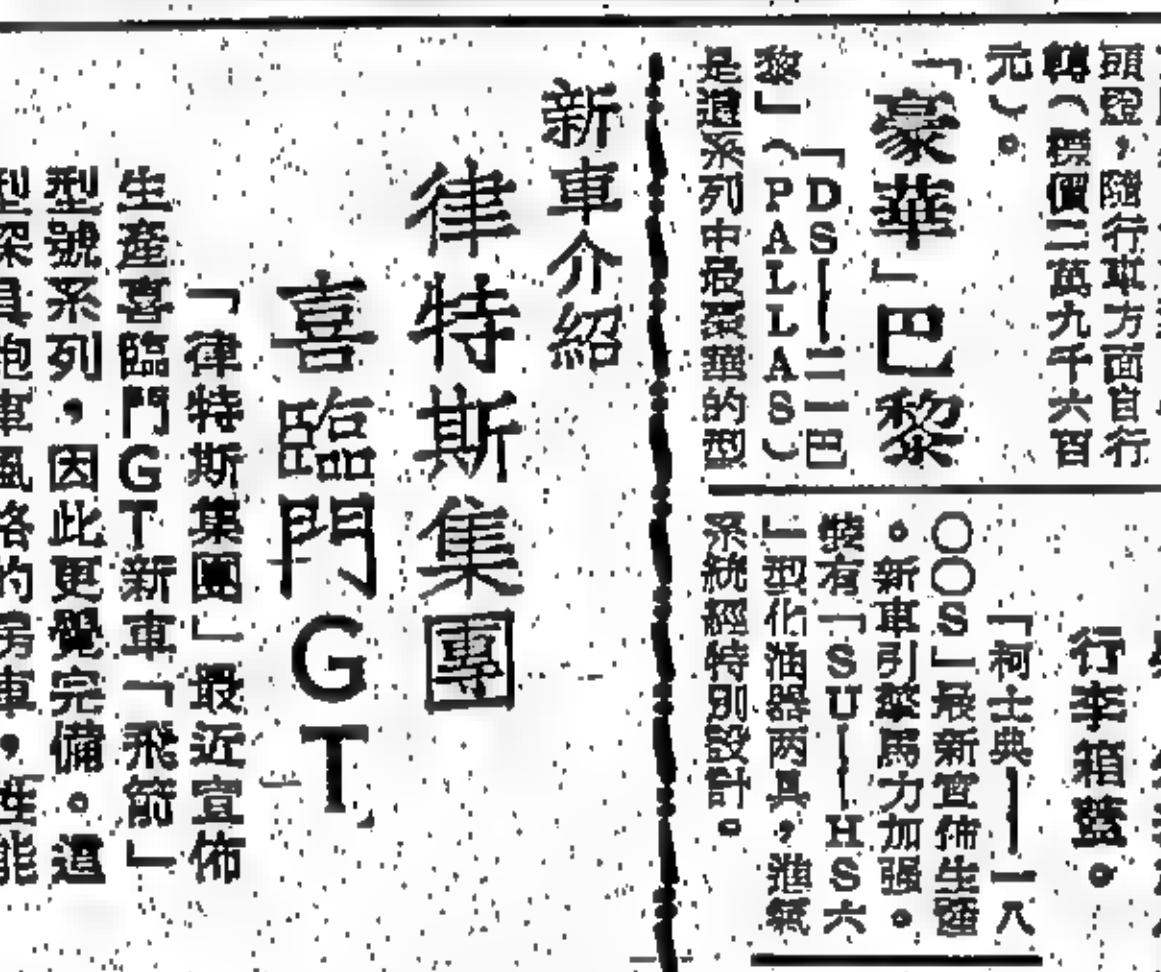 頭燈，隨行車方面自行
轉（標價二萬九千六百
元）。
「豪華」巴黎
「DS—二一巴
黎」（PALLAS）
是這系列中最豪華的型
行李箱蓋。
「柯士典—一八
〇〇S」最新宣佈生產
。新車引擎馬力加强。
裝有「SU—HS六
」型化油器两具，進氣
系統經特別設計。
新車介紹
律特斯集團
喜臨門GT
「律特斯集團」最近宣佈
生產喜臨門GT新車「飛箭」
型號系列，因此更覺完備。這
型深具跑車風格的房車，性能